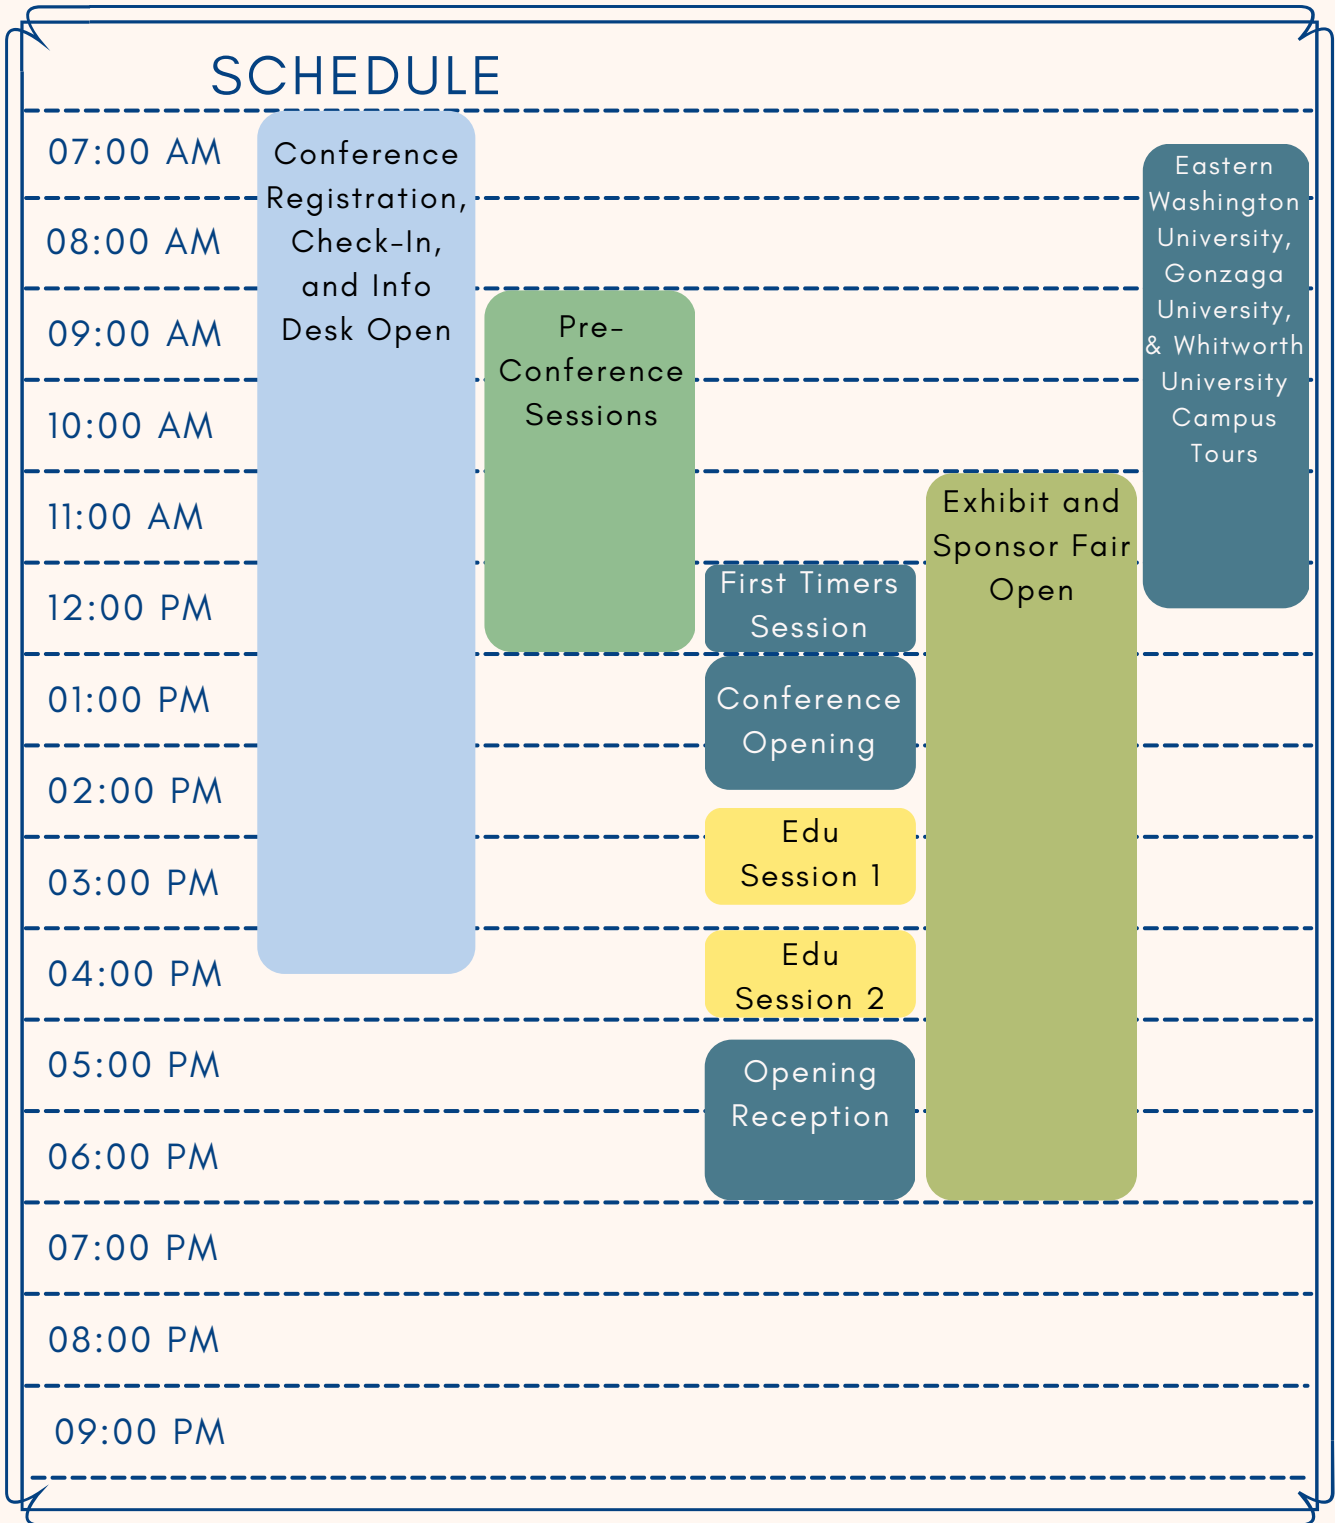 SCHEDULE
07:00 AM
08:00 AM
09:00 AM
10:00 AM
11:00 AM
12:00 PM
01:00 PM
02:00 PM
03:00 PM
04:00 PM
05:00 PM
06:00 PM
07:00 PM
08:00 PM
09:00 PM
Conference
Registration,
Check-In,
and Info
Desk Open
Pre-
Conference
Sessions
First Timers
Session
Conference
Opening
Edu
Session 1
Edu
Session 2
Opening
Reception
Exhibit and
Sponsor Fair
Open
Eastern
Washington
University,
Gonzaga
University,
& Whitworth
University
Campus
Tours